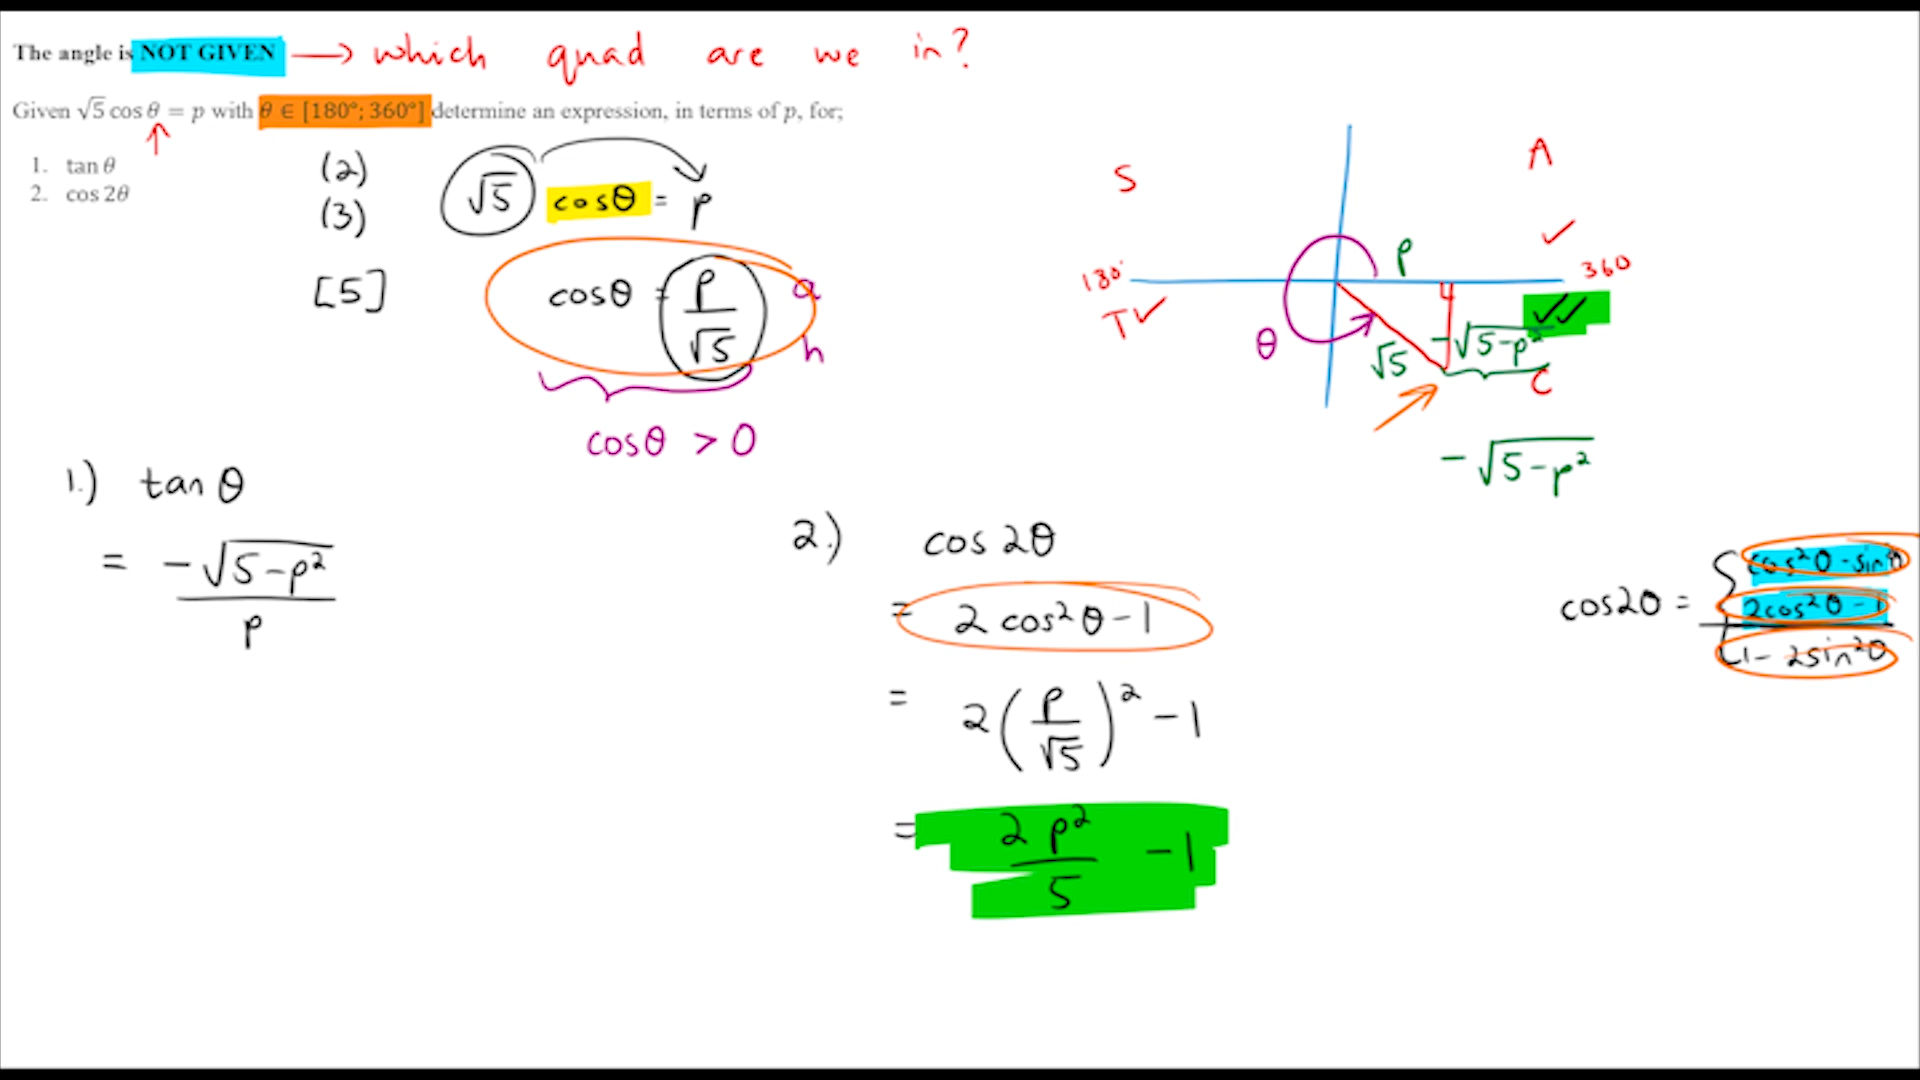 The angle is NOT GIVEN → which quad are we in?
Given √5 cos θ = p with θ ∈ [180°; 360°] determine an expression, in terms of p, for;
1. tan θ (2)
2. cos 2θ (3)
[5]
√5 cosθ = p
cosθ = p/√5
a
h
cosθ > 0
S
A
180°
360
T
C
p
θ
√5
-√5-p²
-√5-p²
1.) tan θ
= -√5-p² / p
2.) cos 2θ
= 2 cos²θ - 1
= 2(p/√5)² - 1
= 2p²/5 - 1
cos2θ = { cos²θ - sin²θ
2cos²θ - 1
1 - 2sin²θ